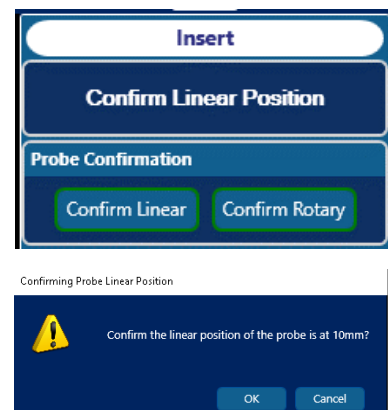 Insert
Confirm Linear Position
Probe Confirmation
Confirm Linear Confirm Rotary
Confirming Probe Linear Position
Confirm the linear position of the probe is at 10mm?
OK Cancel